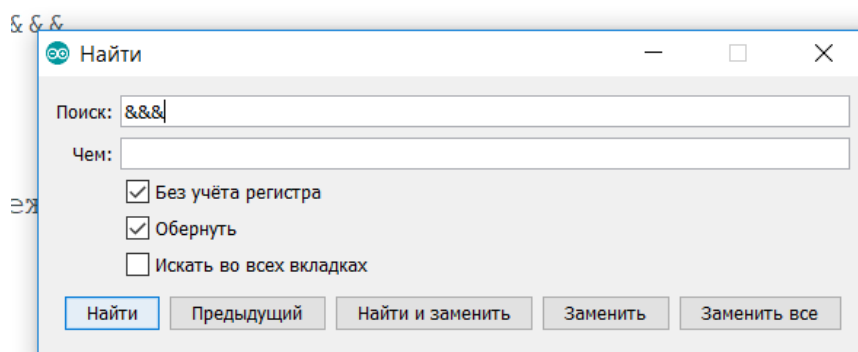 &&&
Найти
Поиск: &&&
Чем:
Без учёта регистра
Обернуть
Искать во всех вкладках
Найти Предыдущий Найти и заменить Заменить Заменить все